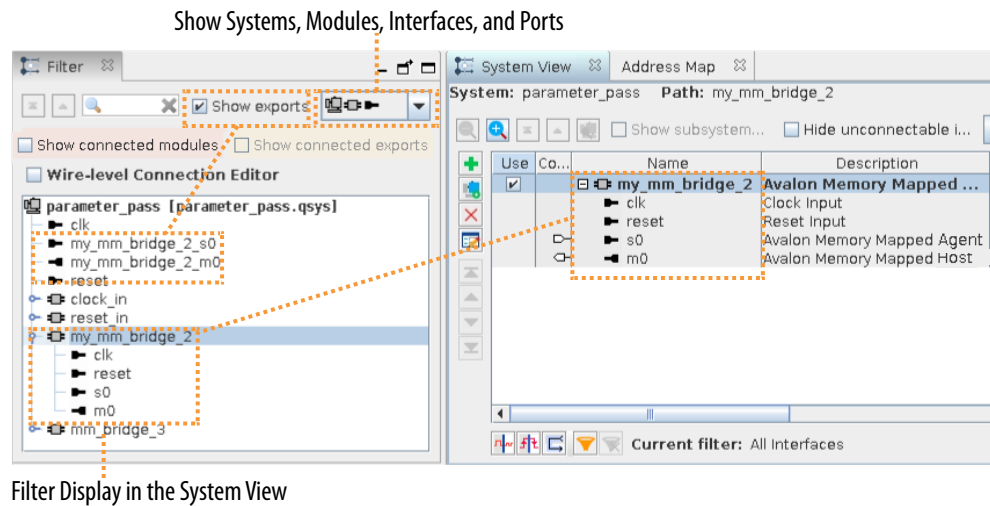 Show Systems, Modules, Interfaces, and Ports
Filter
Show exports
Show connected modules
Show connected exports
Wire-level Connection Editor
parameter_pass [parameter_pass.qsys]
clk
my_mm_bridge_2_s0
my_mm_bridge_2_m0
reset
clock_in
reset_in
my_mm_bridge_2
clk
reset
s0
m0
mm_bridge_3
System View
Address Map
System: parameter_pass Path: my_mm_bridge_2
Show subsystem...
Hide unconnectable i...
Use Co... Name Description
my_mm_bridge_2 Avalon Memory Mapped ...
clk Clock Input
reset Reset Input
s0 Avalon Memory Mapped Agent
m0 Avalon Memory Mapped Host
Current filter: All Interfaces
Filter Display in the System View